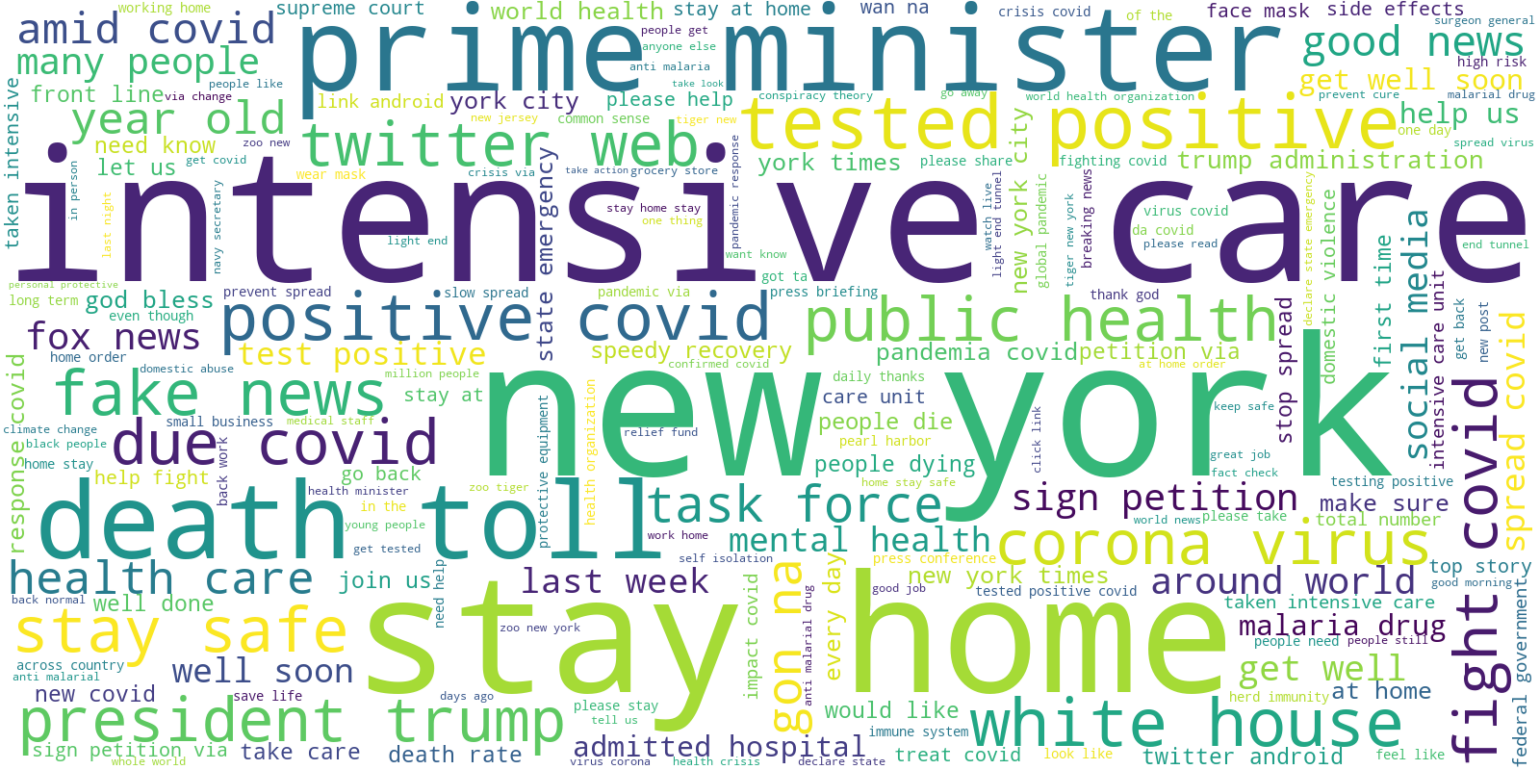 working home
supreme court
world health
stay at home
wan na
crisis covid
of the
face mask
side effects
surgeon general
amid covid
prime minister
people get
anyone else
good news
many people
anti malaria
high risk
people like
take look
get well soon
front line
via change
link android
york city
please help
conspiracy theory
go away
world health organization
prevent cure
malarial drug
year old
new jersey
common sense
tiger new
tested positive
help us
one day
need know
zoo new
twitter web
spread virus
let us
get covid
york times
please share
fighting covid
trump administration
wear mask
crisis via
take action
grocery store
taken intensive
in person
last night
navy secretary
intensive care
state emergency
stay home stay
one thing
pandemic response
light end
want know
got ta
watch live
light end tunnel
new york city
global pandemic
tiger new york
breaking news
virus covid
da covid
please read
declare state emergency
domestic violence
end tunnel
personal protective
long term
god bless
even though
prevent spread
slow spread
pandemic via
press briefing
thank god
fox news
positive covid
public health
stop spread
first time
social media
intensive care unit
get back
new post
spread covid
home order
test positive
speedy recovery
pandemia covid
petition via
at home order
domestic abuse
million people
confirmed covid
daily thanks
response covid
fake news
stay at
care unit
new york
keep safe
climate change
small business
medical staff
health organization
relief fund
people die
black people
due covid
pearl harbor
click link
great job
home stay
back work
protective equipment
people dying
fact check
help fight
go back
home stay safe
testing positive
health minister
zoo tiger
death toll
in the
task force
sign petition
make sure
young people
world news
please take
total number
get tested
work home
mental health
corona virus
fight covid
self isolation
press conference
health care
join us
need help
last week
new york times
around world
top story
good morning
good job
tested positive covid
back normal
well done
taken intensive care
stay safe
zoo new york
stay home
impact covid
gon na
anti malarial drug
every day
malaria drug
people need
people still
across country
anti malarial
well soon
get well
federal government
new covid
save life
days ago
please stay
herd immunity
at home
president trump
tell us
would like
white house
immune system
sign petition via
take care
death rate
admitted hospital
treat covid
look like
twitter android
feel like
whole world
virus corona
health crisis
declare state